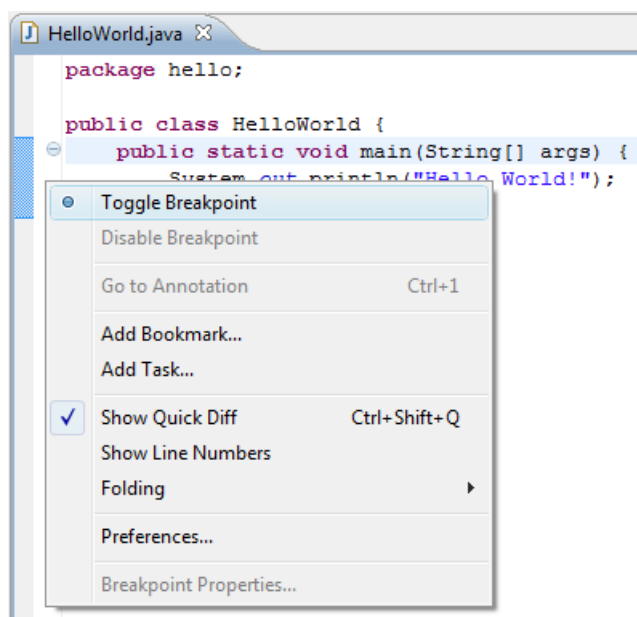 HelloWorld.java
package hello;
public class HelloWorld {
public static void main(String[] args) {
System.out.println("Hello World!");
Toggle Breakpoint
Disable Breakpoint
Go to Annotation Ctrl+1
Add Bookmark...
Add Task...
Show Quick Diff Ctrl+Shift+Q
Show Line Numbers
Folding
Preferences...
Breakpoint Properties...